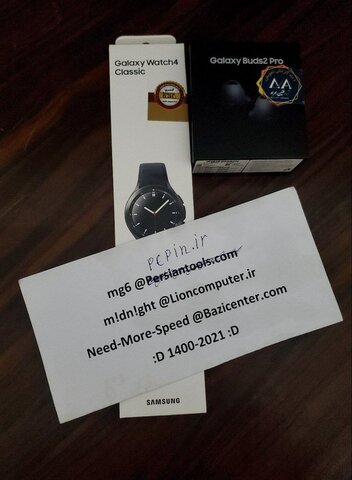 Galaxy Watch4
Classic
Galaxy Buds2 Pro
pcpin.ir
mg6 @Persiantools.com
m!dn!ght @Lioncomputer.ir
Need-More-Speed @Bazicenter.com
:D 1400-2021 :D
SAMSUNG